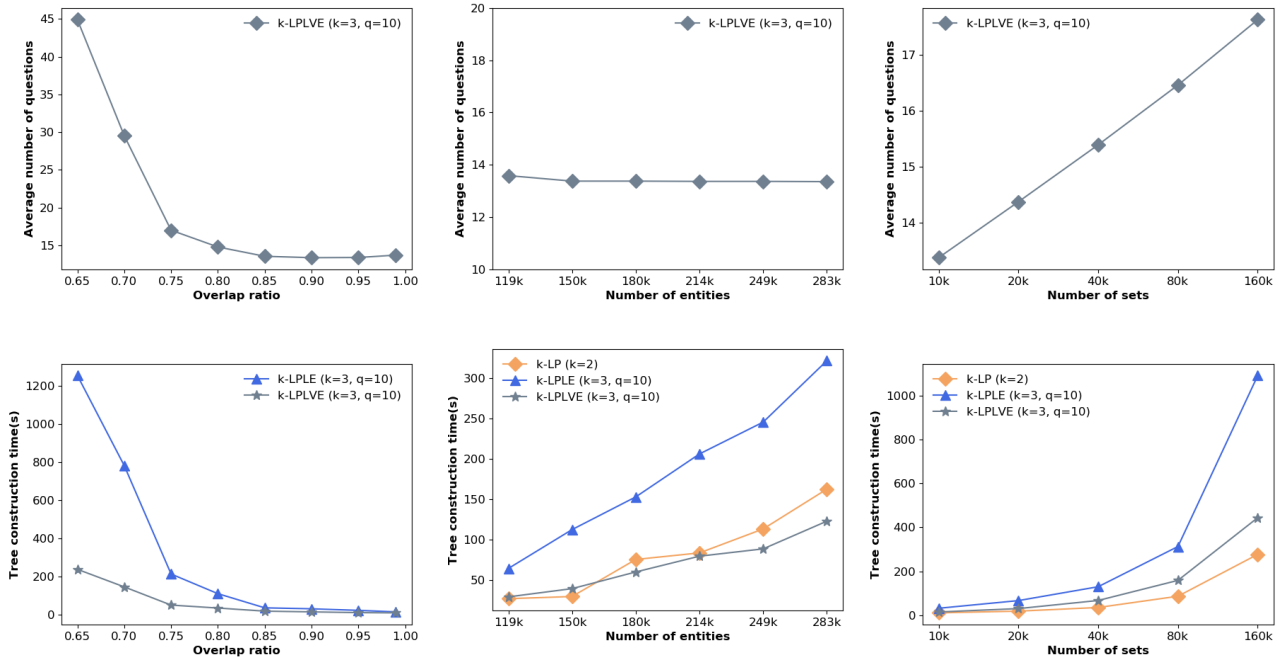 k-LPLVE (k=3, q=10)
45
40
35
30
25
20
15
Average number of questions
0.65 0.70 0.75 0.80 0.85 0.90 0.95 1.00
Overlap ratio
k-LPLVE (k=3, q=10)
20
18
16
14
12
10
Average number of questions
119k 150k 180k 214k 249k 283k
Number of entities
k-LPLVE (k=3, q=10)
17
16
15
14
Average number of questions
10k 20k 40k 80k 160k
Number of sets
k-LPLE (k=3, q=10)
k-LPLVE (k=3, q=10)
1200
1000
800
600
400
200
0
Tree construction time(s)
0.65 0.70 0.75 0.80 0.85 0.90 0.95 1.00
Overlap ratio
k-LP (k=2)
k-LPLE (k=3, q=10)
k-LPLVE (k=3, q=10)
300
250
200
150
100
50
Tree construction time(s)
119k 150k 180k 214k 249k 283k
Number of entities
k-LP (k=2)
k-LPLE (k=3, q=10)
k-LPLVE (k=3, q=10)
1000
800
600
400
200
0
Tree construction time(s)
10k 20k 40k 80k 160k
Number of sets